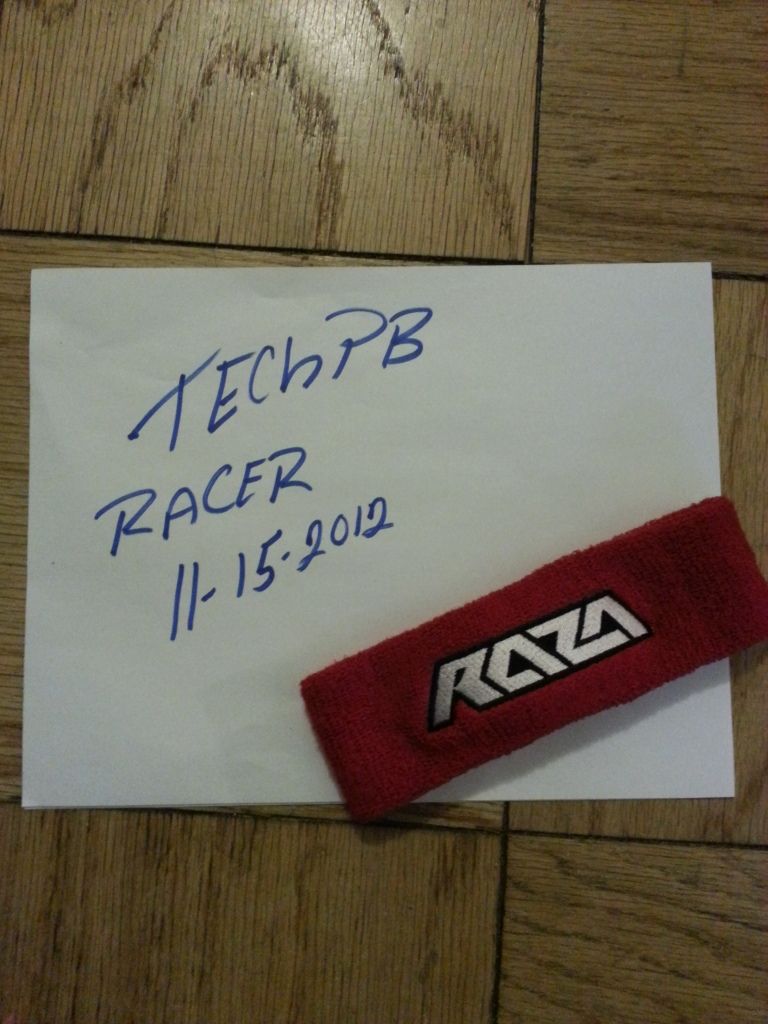 TEChPB
RACER
11-15-2012
RAZA